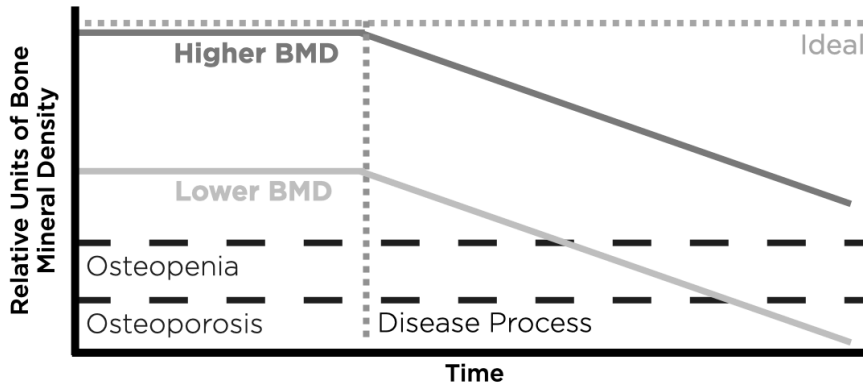 Relative Units of Bone
Mineral Density
Ideal
Higher BMD
Lower BMD
Osteopenia
Osteoporosis
Disease Process
Time